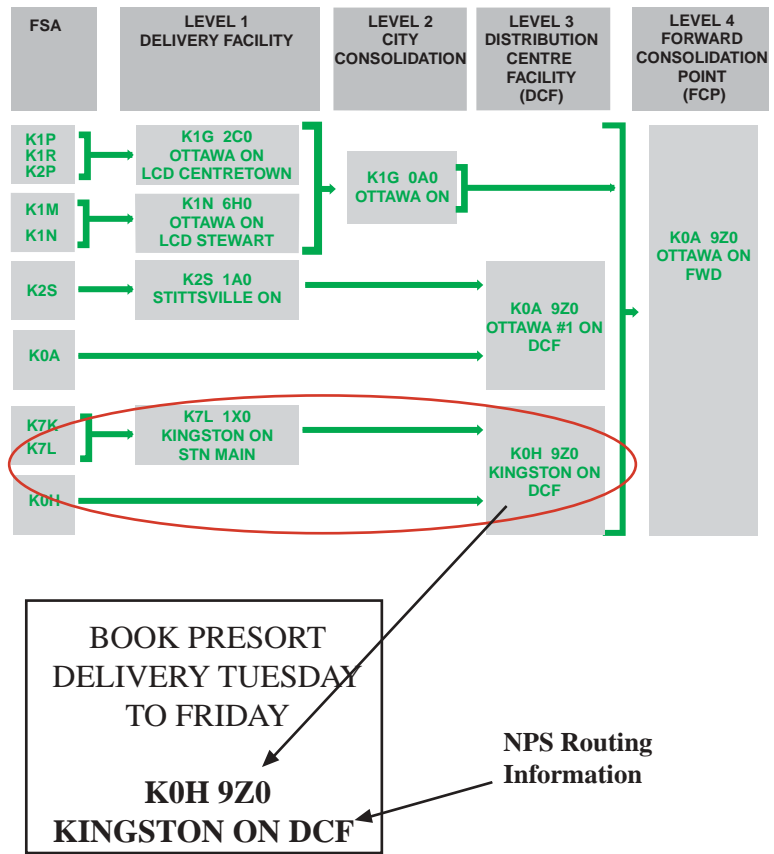 FSA
LEVEL 1
DELIVERY FACILITY
LEVEL 2
CITY
CONSOLIDATION
LEVEL 3
DISTRIBUTION
CENTRE
FACILITY
(DCF)
LEVEL 4
FORWARD
CONSOLIDATION
POINT
(FCP)
K1P
K1R
K2P
K1G 2C0
OTTAWA ON
LCD CENTRETOWN
K1M
K1N
K1N 6H0
OTTAWA ON
LCD STEWART
K1G 0A0
OTTAWA ON
K2S
K2S 1A0
STITTSVILLE ON
K0A
K0A 9Z0
OTTAWA #1 ON
DCF
K7K
K7L
K7L 1X0
KINGSTON ON
STN MAIN
K0H
K0H 9Z0
KINGSTON ON
DCF
K0A 9Z0
OTTAWA ON
FWD
BOOK PRESORT
DELIVERY TUESDAY
TO FRIDAY
K0H 9Z0
KINGSTON ON DCF
NPS Routing
Information